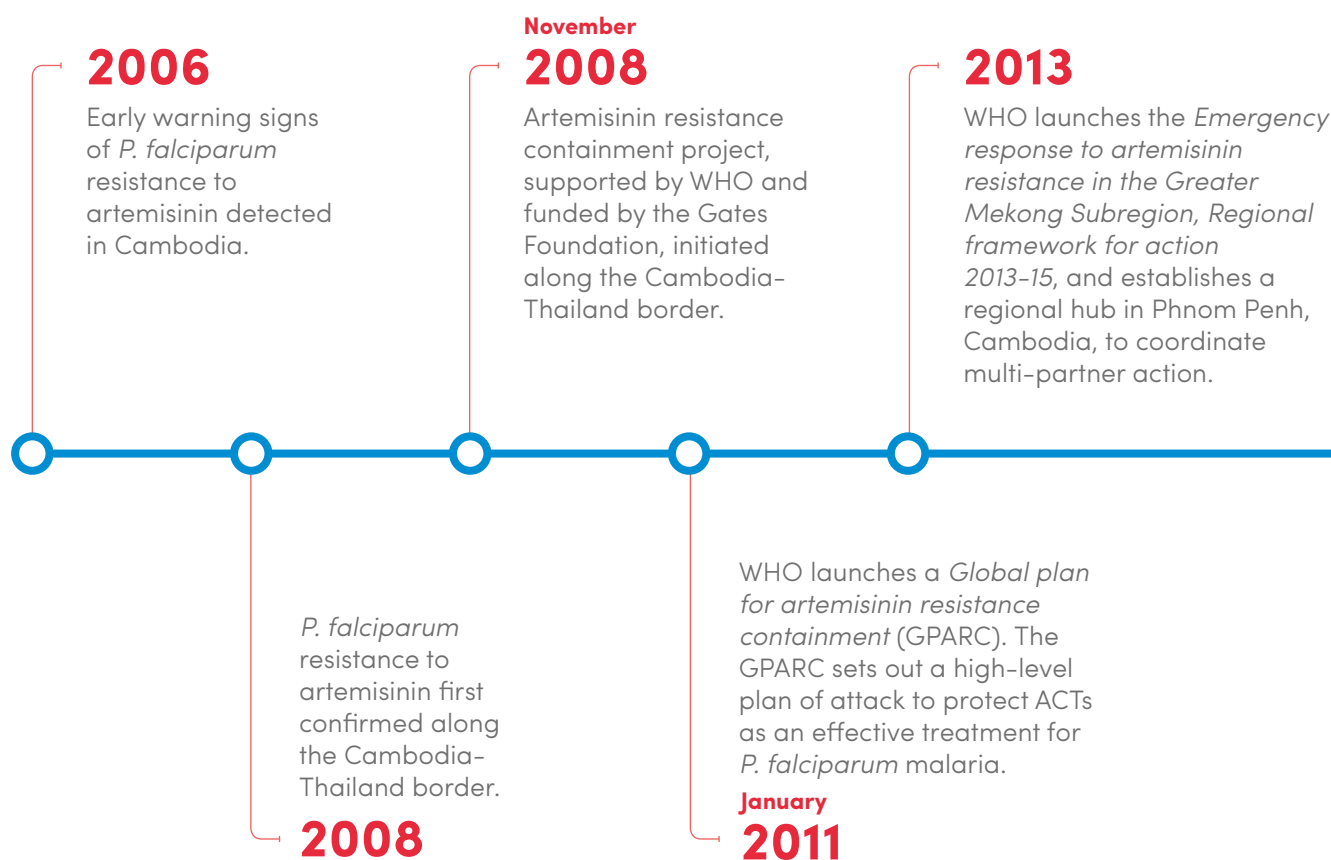 2006
Early warning signs
of P. falciparum
resistance to
artemisinin detected
in Cambodia.
P. falciparum
resistance to
artemisinin first
confirmed along
the Cambodia-
Thailand border.
2008
November
2008
Artemisinin resistance
containment project,
supported by WHO and
funded by the Gates
Foundation, initiated
along the Cambodia-
Thailand border.
WHO launches a Global plan
for artemisinin resistance
containment (GPARC). The
GPARC sets out a high-level
plan of attack to protect ACTs
as an effective treatment for
P. falciparum malaria.
January
2011
2013
WHO launches the Emergency
response to artemisinin
resistance in the Greater
Mekong Subregion, Regional
framework for action
2013-15, and establishes a
regional hub in Phnom Penh,
Cambodia, to coordinate
multi-partner action.